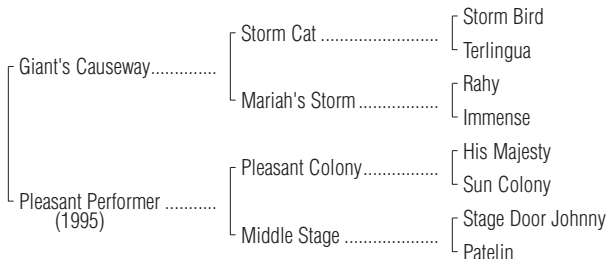 Storm Bird
Storm Cat ........................
Terlingua
Giant's Causeway.............
Rahy
Mariah's Storm ................
Immense
His Majesty
Pleasant Colony...............
Sun Colony
Pleasant Performer ..........
(1995)
Stage Door Johnny
Middle Stage ...................
Patelin